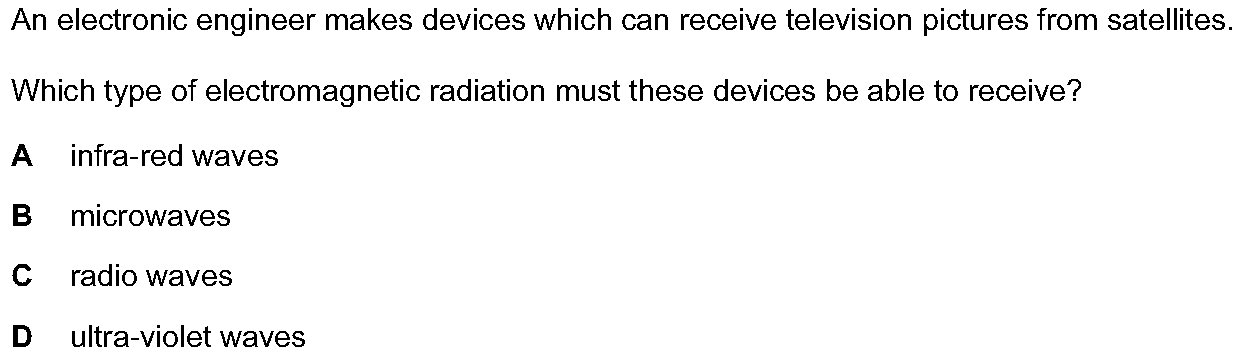 An electronic engineer makes devices which can receive television pictures from satellites.
Which type of electromagnetic radiation must these devices be able to receive?
A infra-red waves
B microwaves
C radio waves
D ultra-violet waves